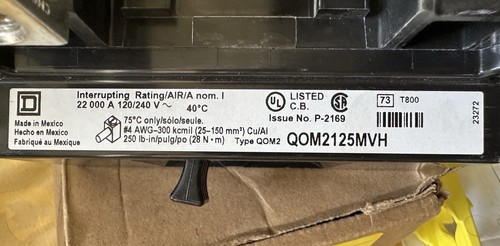 Interrupting Rating/AIR/A nom. I
22 000 A 120/240 V ~ 40°C
Made in Mexico
Hecho en Mexico
Fabriqué au Mexique
75°C only/sólo/seule.
#4 AWG-300 kcmil (25-150 mm²) Cu/Al
250 lb-in/pulg/po (28 N • m)
Type QOM2 QOM2125MVH
UL LISTED
C.B.
Issue No. P-2169
73 T800
23272